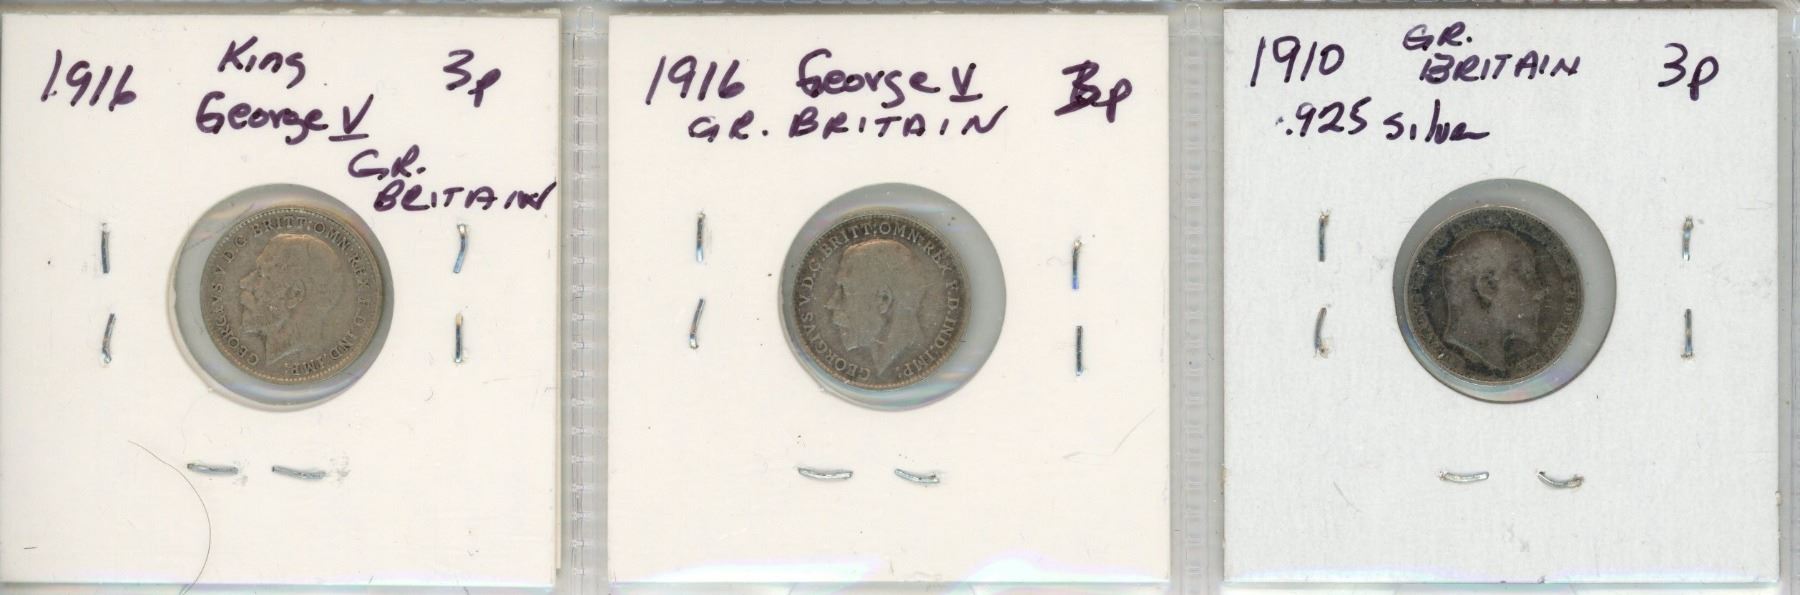 1916 King 3p
George V
GR.
BRITAIN
GEORGIVS V D.G. BRITT: OMN: REX F.D. IND: IMP:
1916 George V 3p
GR. BRITAIN
GEORGIVS V D.G. BRITT: OMN: REX F.D. IND: IMP:
1910 GR. 3p
BRITAIN
.925 Silver